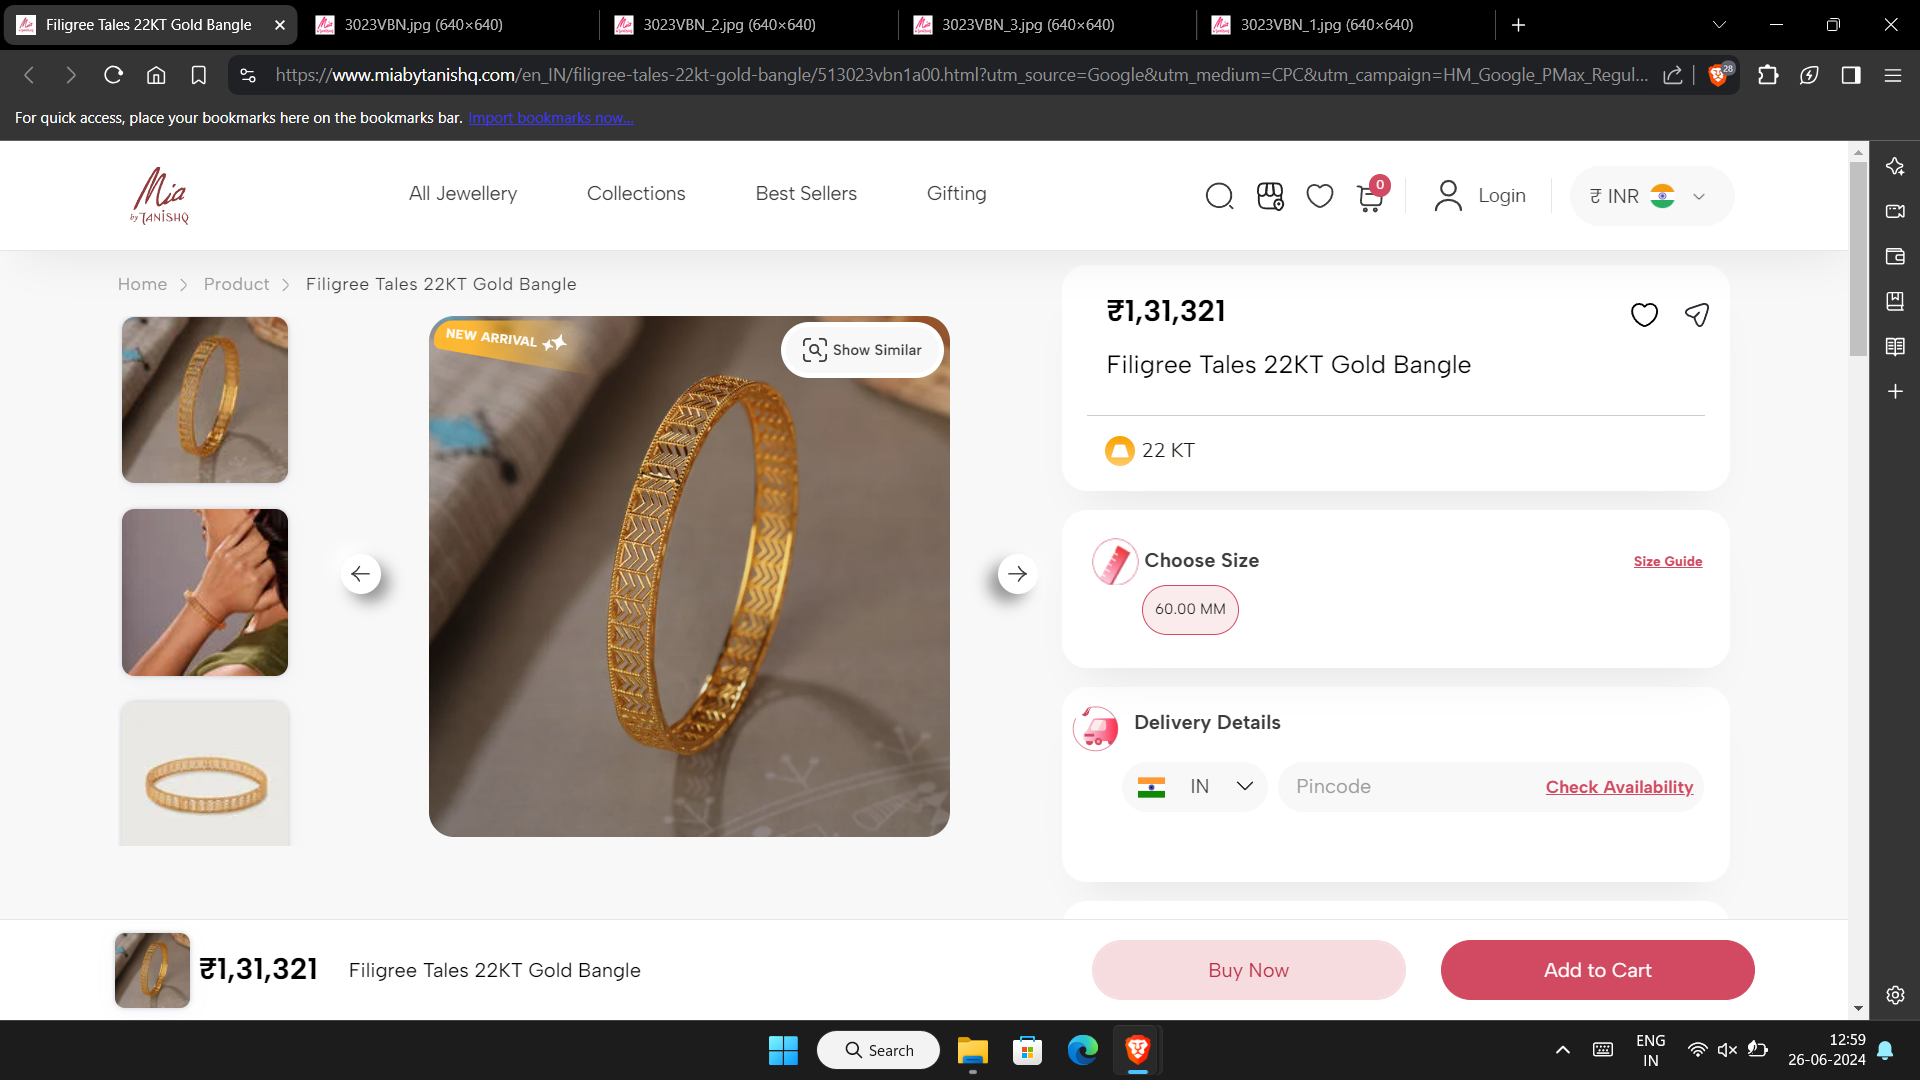 Filigree Tales 22KT Gold Bangle
3023VBN.jpg (640×640)
3023VBN_2.jpg (640×640)
3023VBN_3.jpg (640×640)
3023VBN_1.jpg (640×640)
https://www.miabytanishq.com/en_IN/filigree-tales-22kt-gold-bangle/513023vbn1a00.html?utm_source=Google&utm_medium=CPC&utm_campaign=HM_Google_PMax_Regul...
28
For quick access, place your bookmarks here on the bookmarks bar. Import bookmarks now...
Mia
by TANISHQ
All Jewellery
Collections
Best Sellers
Gifting
0
Login
₹ INR
Home
Product
Filigree Tales 22KT Gold Bangle
NEW ARRIVAL
Show Similar
₹1,31,321
Filigree Tales 22KT Gold Bangle
22 KT
Choose Size
Size Guide
60.00 MM
Delivery Details
IN
Pincode
Check Availability
₹1,31,321
Filigree Tales 22KT Gold Bangle
Buy Now
Add to Cart
Search
ENG
IN
12:59
26-06-2024